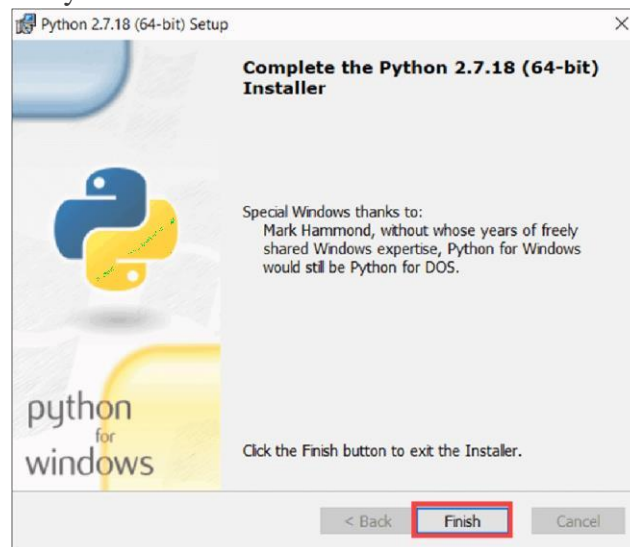 Python 2.7.18 (64-bit) Setup
Complete the Python 2.7.18 (64-bit)
Installer
Special Windows thanks to:
Mark Hammond, without whose years of freely
shared Windows expertise, Python for Windows
would still be Python for DOS.
python
for
windows
Click the Finish button to exit the Installer.
< Back Finish Cancel